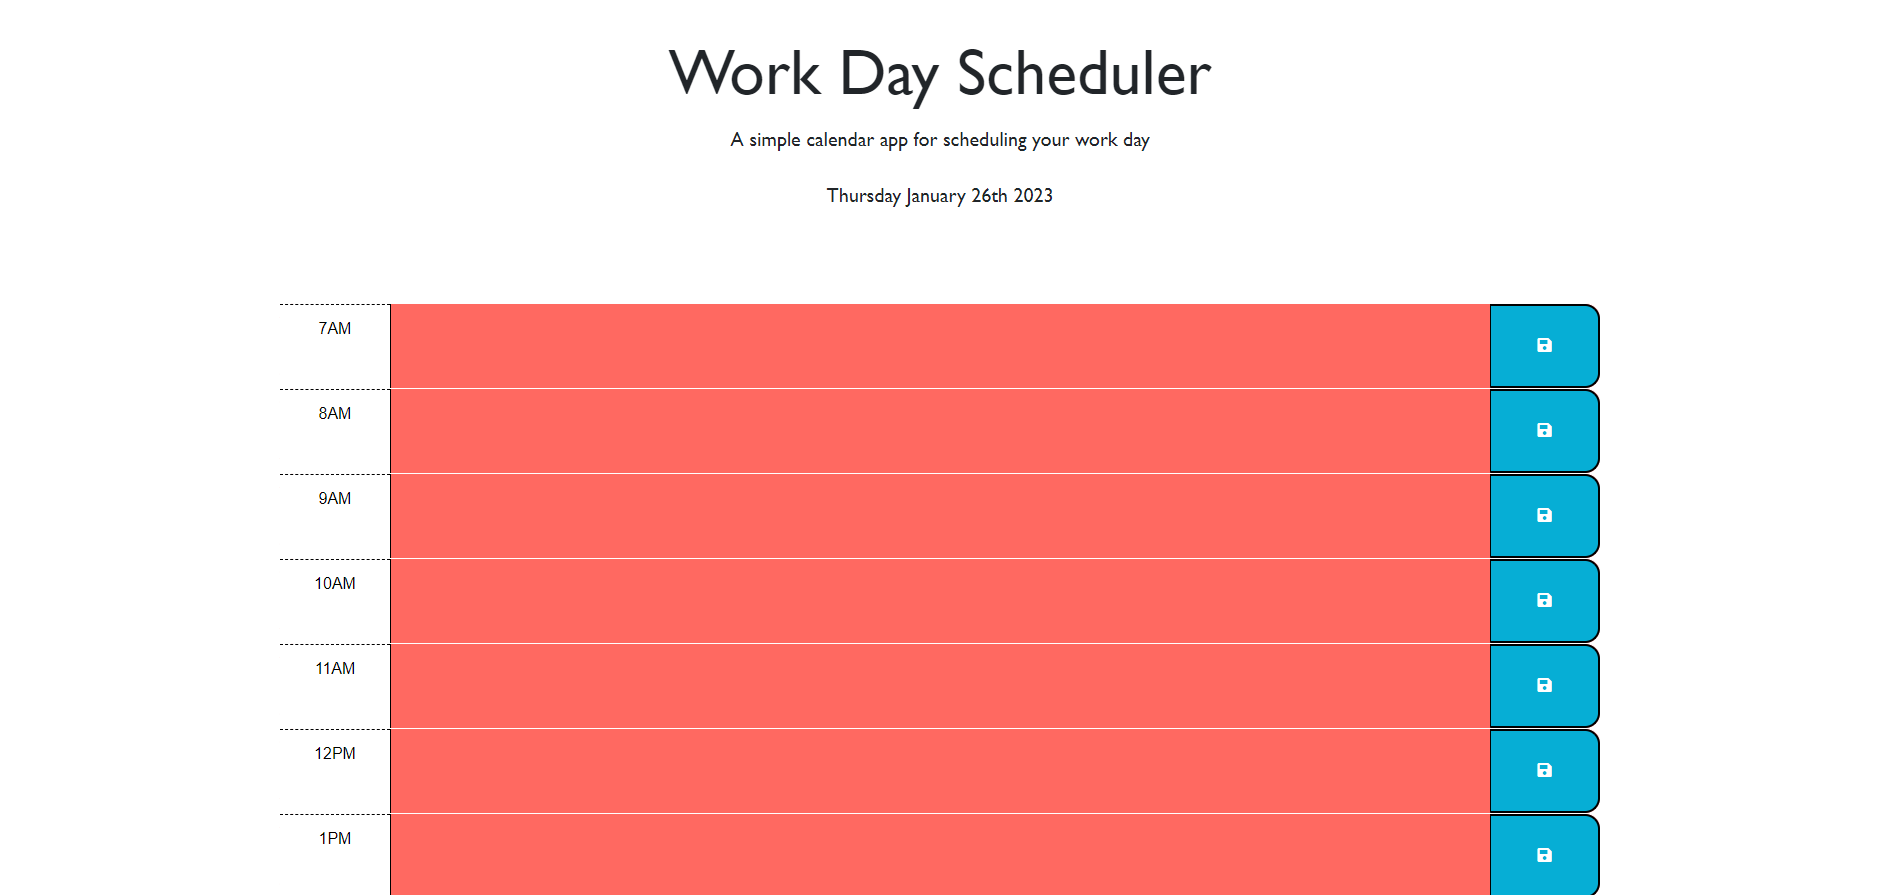 Work Day Scheduler
A simple calendar app for scheduling your work day
Thursday January 26th 2023
7AM
8AM
9AM
10AM
11AM
12PM
1PM